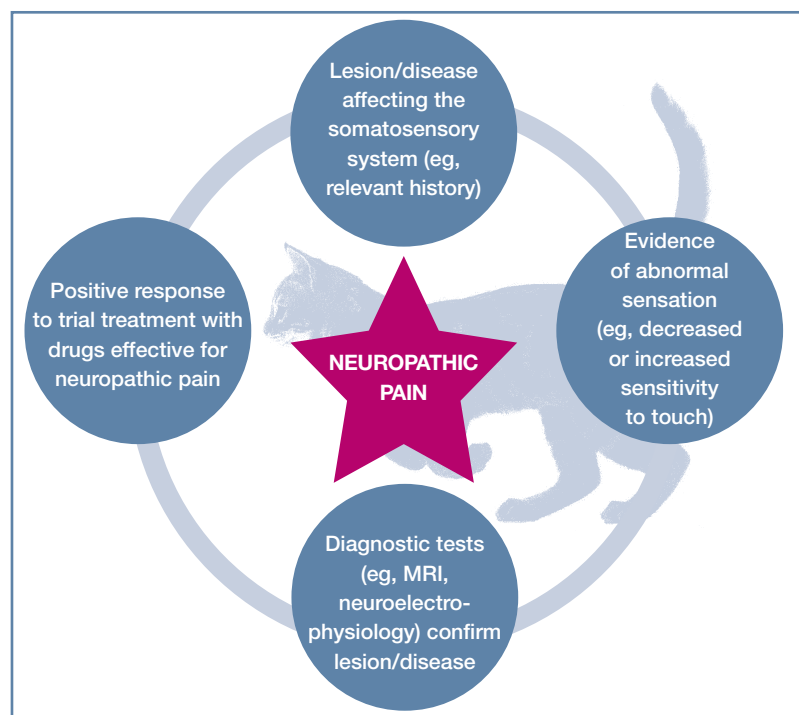 Lesion/disease
affecting the
somatosensory
system (eg,
relevant history)
Evidence
of abnormal
sensation
(eg, decreased
or increased
sensitivity
to touch)
Diagnostic tests
(eg, MRI,
neuroelectro-
physiology) confirm
lesion/disease
Positive response
to trial treatment with
drugs effective for
neuropathic pain
NEUROPATHIC
PAIN